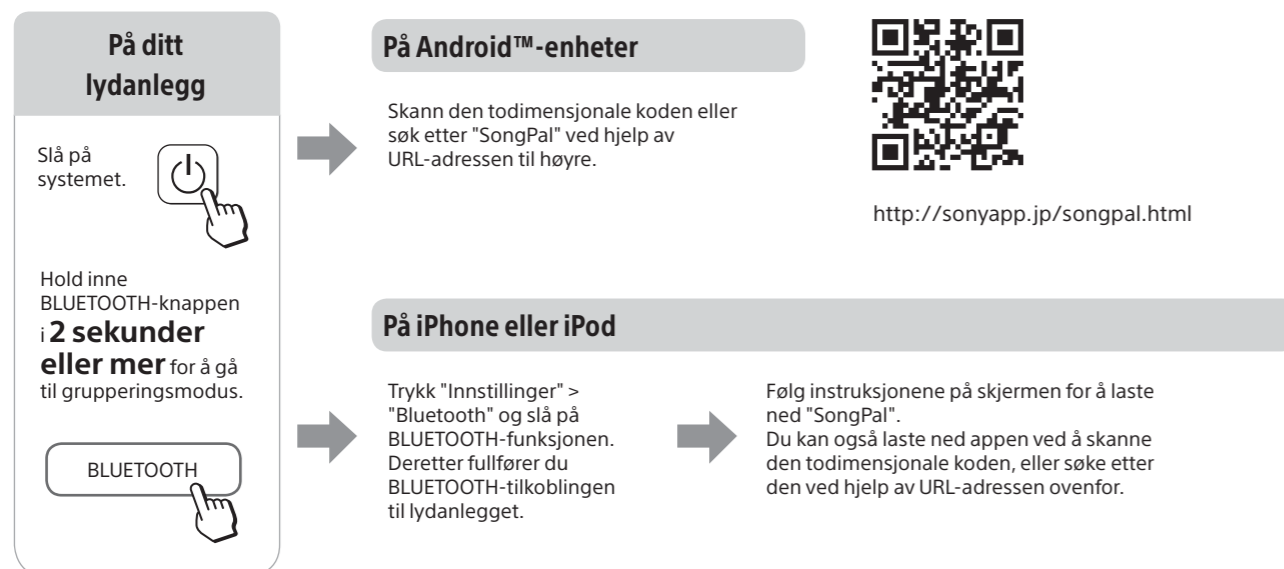 På ditt
lydanlegg
Slå på
systemet.
Hold inne
BLUETOOTH-knappen
i 2 sekunder
eller mer for å gå
til grupperingsmodus.
BLUETOOTH
På Android™-enheter
Skann den todimensjonale koden eller
søk etter "SongPal" ved hjelp av
URL-adressen til høyre.
http://sonyapp.jp/songpal.html
På iPhone eller iPod
Trykk "Innstillinger" >
"Bluetooth" og slå på
BLUETOOTH-funksjonen.
Deretter fullfører du
BLUETOOTH-tilkoblingen
til lydanlegget.
Følg instruksjonene på skjermen for å laste
ned "SongPal".
Du kan også laste ned appen ved å skanne
den todimensjonale koden, eller søke etter
den ved hjelp av URL-adressen ovenfor.